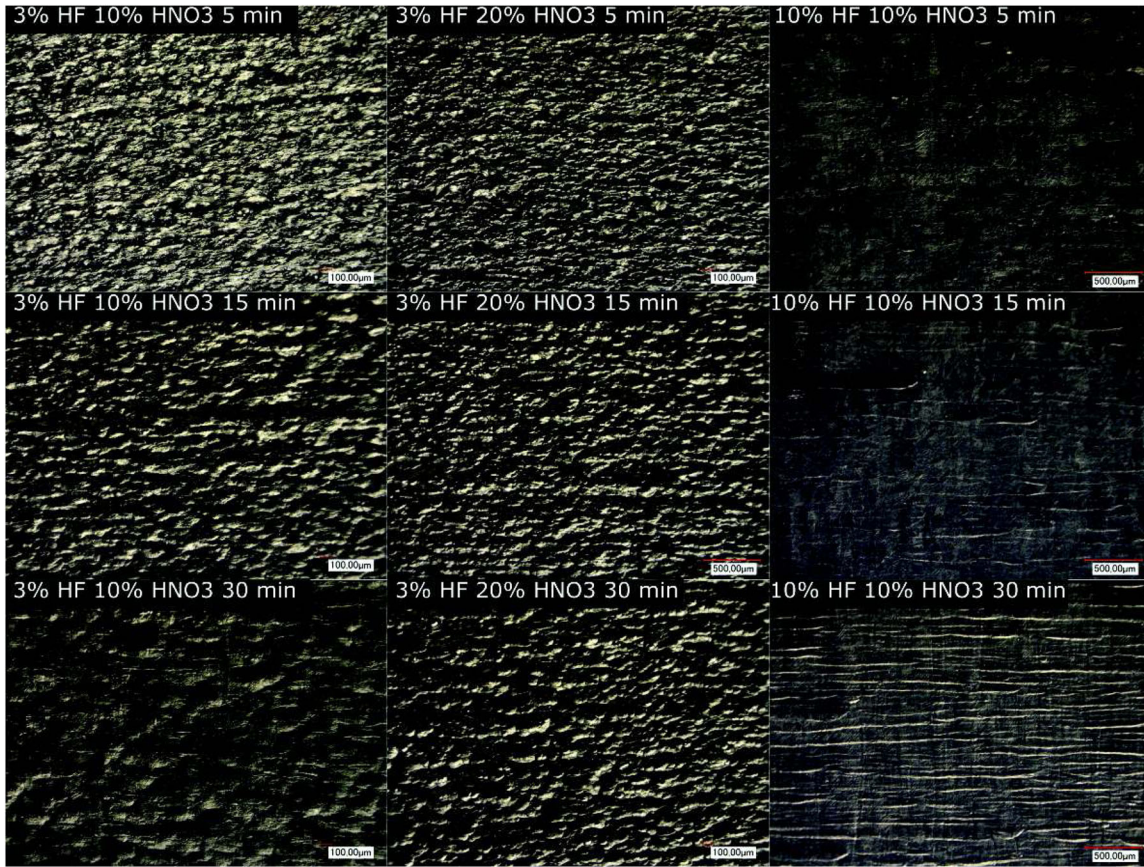 3% HF 10% HNO3 5 min
3% HF 20% HNO3 5 min
10% HF 10% HNO3 5 min
100.00µm
100.00µm
500.00µm
3% HF 10% HNO3 15 min
3% HF 20% HNO3 15 min
10% HF 10% HNO3 15 min
100.00µm
500.00µm
500.00µm
3% HF 10% HNO3 30 min
3% HF 20% HNO3 30 min
10% HF 10% HNO3 30 min
100.00µm
100.00µm
500.00µm